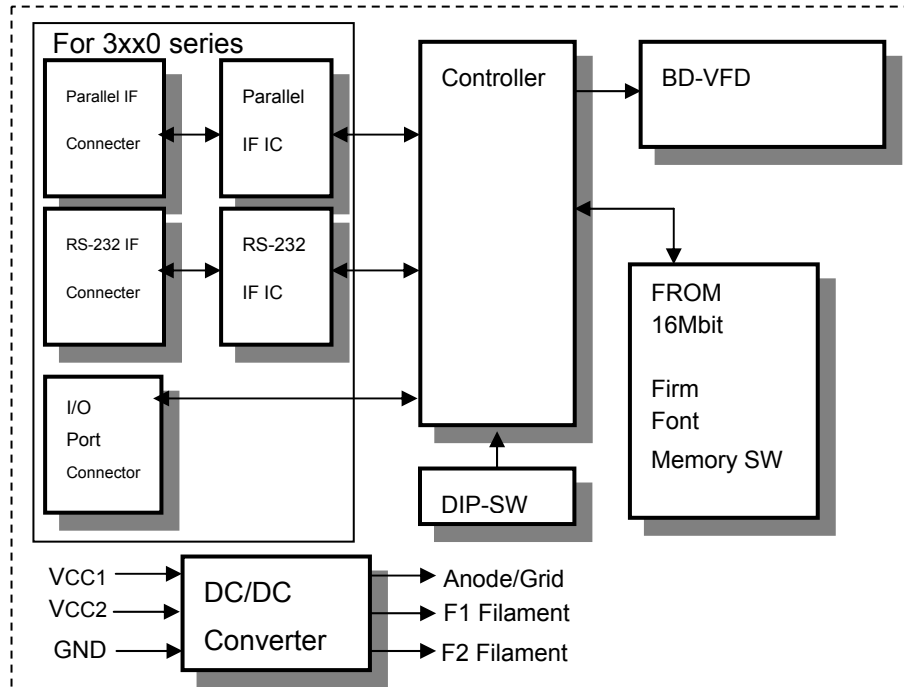 For 3xx0 series
Parallel IF
Connecter
Parallel
IF IC
RS-232 IF
Connecter
RS-232
IF IC
I/O
Port
Connector
Controller
DIP-SW
BD-VFD
FROM
16Mbit
Firm
Font
Memory SW
VCC1
VCC2
GND
DC/DC
Converter
Anode/Grid
F1 Filament
F2 Filament